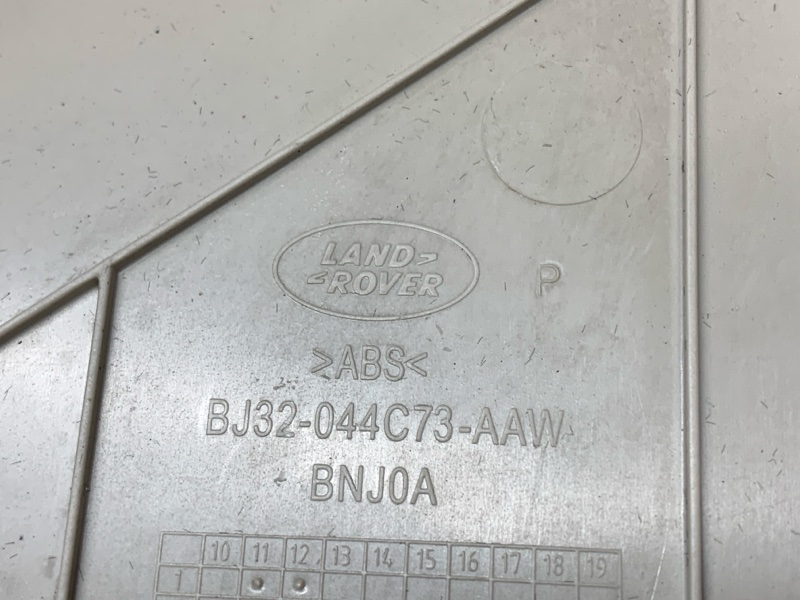 LAND>
<ROVER
P
>ABS<
BJ32-044C73-AAW
BNJ0A
10 11 12 13 14 15 16 17 18 19
1